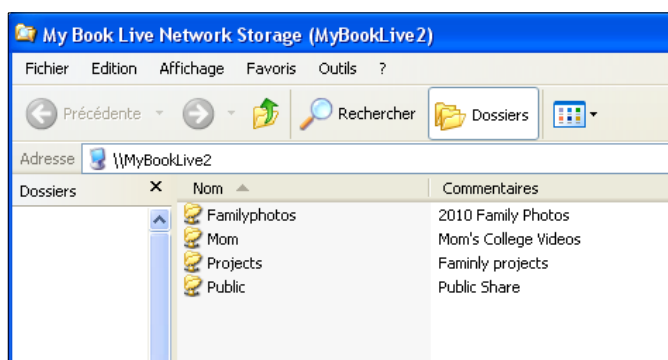 My Book Live Network Storage (MyBookLive2)
Fichier Edition Affichage Favoris Outils ?
Précédente Rechercher Dossiers
Adresse \\MyBookLive2
Dossiers × Nom Commentaires
Familyphotos 2010 Family Photos
Mom Mom's College Videos
Projects Faminly projects
Public Public Share